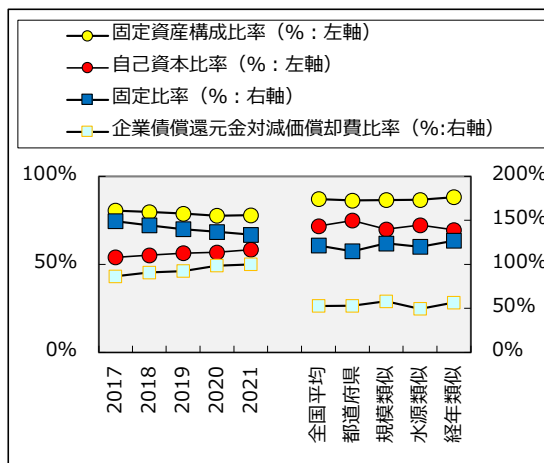 固定資産構成比率（%：左軸）
自己資本比率（%：左軸）
固定比率（%：右軸）
企業債償還元金対減価償却費比率（%:右軸）
100%
50%
0%
200%
150%
100%
50%
0%
2017
2018
2019
2020
2021
全国平均
都道府県
規模類似
水源類似
経年類似